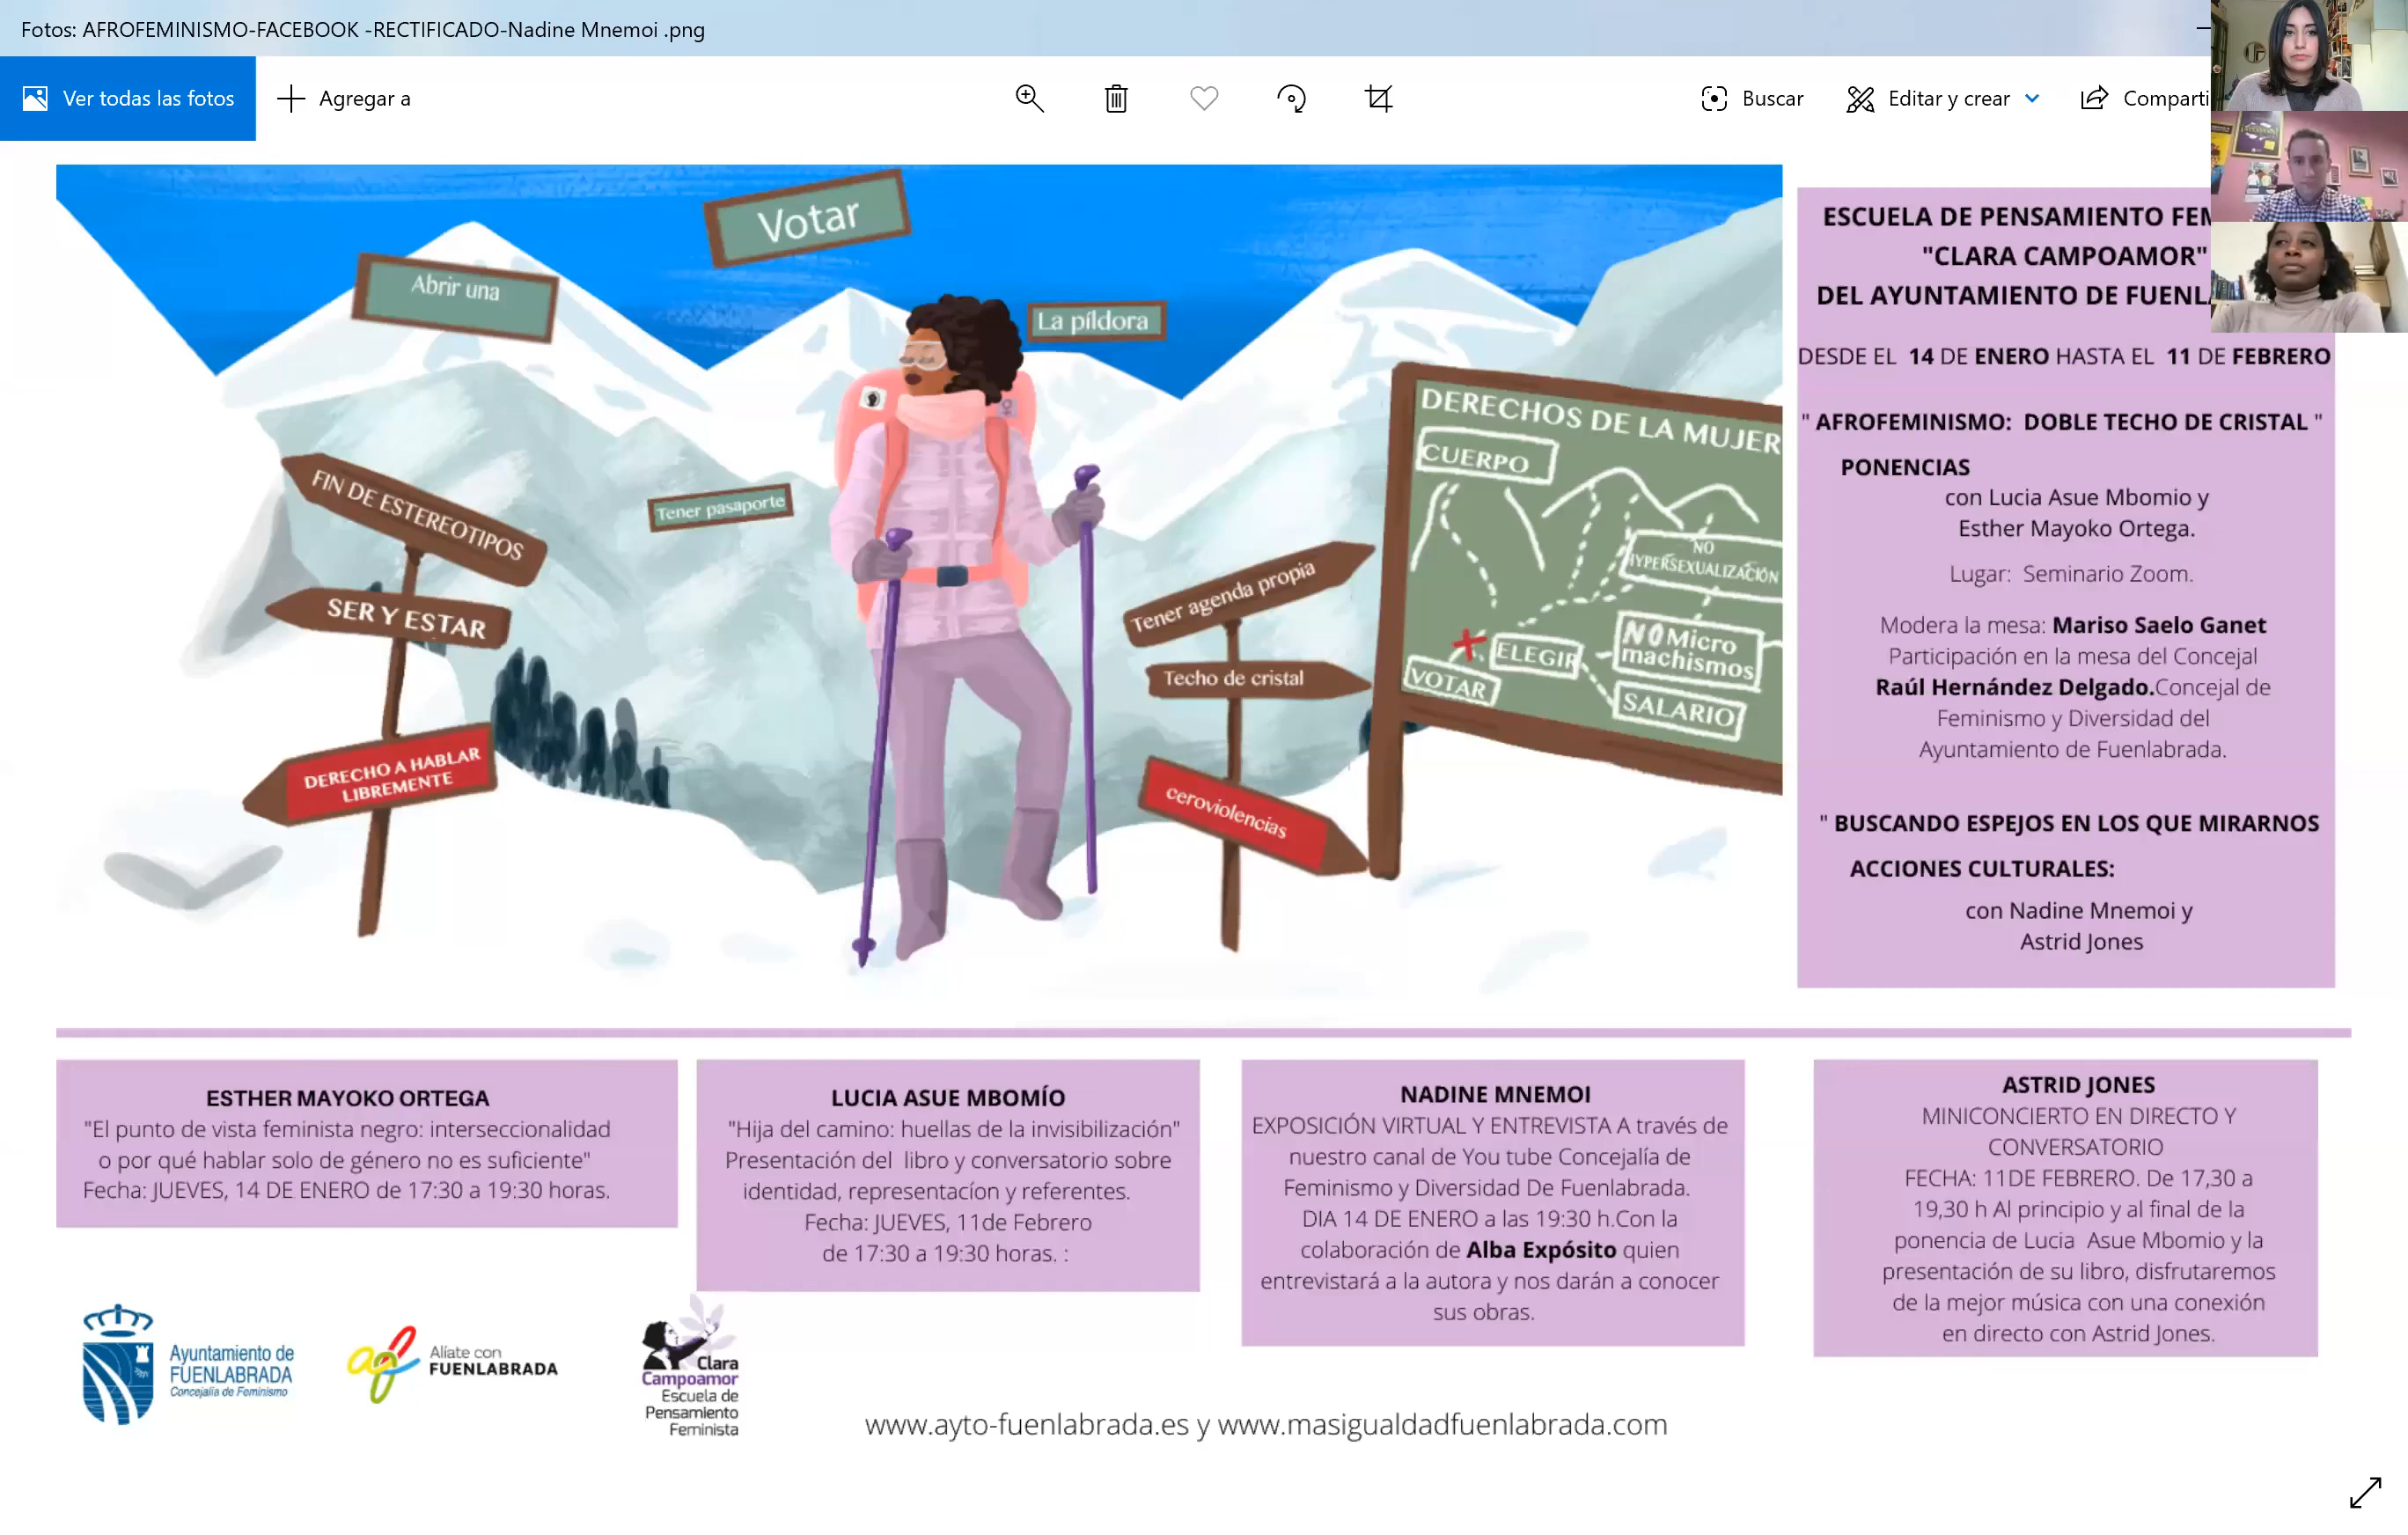 Fotos: AFROFEMINISMO-FACEBOOK -RECTIFICADO-Nadine Mnemoi .png
Ver todas las fotos
Agregar a
Buscar
Editar y crear
Comparti
Votar
Abrir una
La píldora
Tener pasaporte
FIN DE ESTEREOTIPOS
SER Y ESTAR
DERECHO A HABLAR
LIBREMENTE
Tener agenda propia
Techo de cristal
ceroviolencias
DERECHOS DE LA MUJER
CUERPO
NO
HYPERSEXUALIZACIÓN
NO Micro
machismos
ELEGIR
VOTAR
SALARIO
ESCUELA DE PENSAMIENTO FEM
"CLARA CAMPOAMOR"
DEL AYUNTAMIENTO DE FUENL
DESDE EL 14 DE ENERO HASTA EL 11 DE FEBRERO
" AFROFEMINISMO: DOBLE TECHO DE CRISTAL "
PONENCIAS
con Lucia Asue Mbomio y
Esther Mayoko Ortega.
Lugar: Seminario Zoom.
Modera la mesa: Mariso Saelo Ganet
Participación en la mesa del Concejal
Raúl Hernández Delgado.Concejal de
Feminismo y Diversidad del
Ayuntamiento de Fuenlabrada.
" BUSCANDO ESPEJOS EN LOS QUE MIRARNOS
ACCIONES CULTURALES:
con Nadine Mnemoi y
Astrid Jones
ESTHER MAYOKO ORTEGA
"El punto de vista feminista negro: interseccionalidad
o por qué hablar solo de género no es suficiente"
Fecha: JUEVES, 14 DE ENERO de 17:30 a 19:30 horas.
LUCIA ASUE MBOMÍO
"Hija del camino: huellas de la invisibilización"
Presentación del libro y conversatorio sobre
identidad, representacíon y referentes.
Fecha: JUEVES, 11de Febrero
de 17:30 a 19:30 horas. :
NADINE MNEMOI
EXPOSICIÓN VIRTUAL Y ENTREVISTA A través de
nuestro canal de You tube Concejalía de
Feminismo y Diversidad De Fuenlabrada.
DIA 14 DE ENERO a las 19:30 h.Con la
colaboración de Alba Expósito quien
entrevistará a la autora y nos darán a conocer
sus obras.
ASTRID JONES
MINICONCIERTO EN DIRECTO Y
CONVERSATORIO
FECHA: 11DE FEBRERO. De 17,30 a
19,30 h Al principio y al final de la
ponencia de Lucia Asue Mbomio y la
presentación de su libro, disfrutaremos
de la mejor música con una conexión
en directo con Astrid Jones.
Ayuntamiento de
FUENLABRADA
Concejalía de Feminismo
Alíate con
FUENLABRADA
Clara
Campoamor
Escuela de
Pensamiento
Feminista
www.ayto-fuenlabrada.es y www.masigualdadfuenlabrada.com